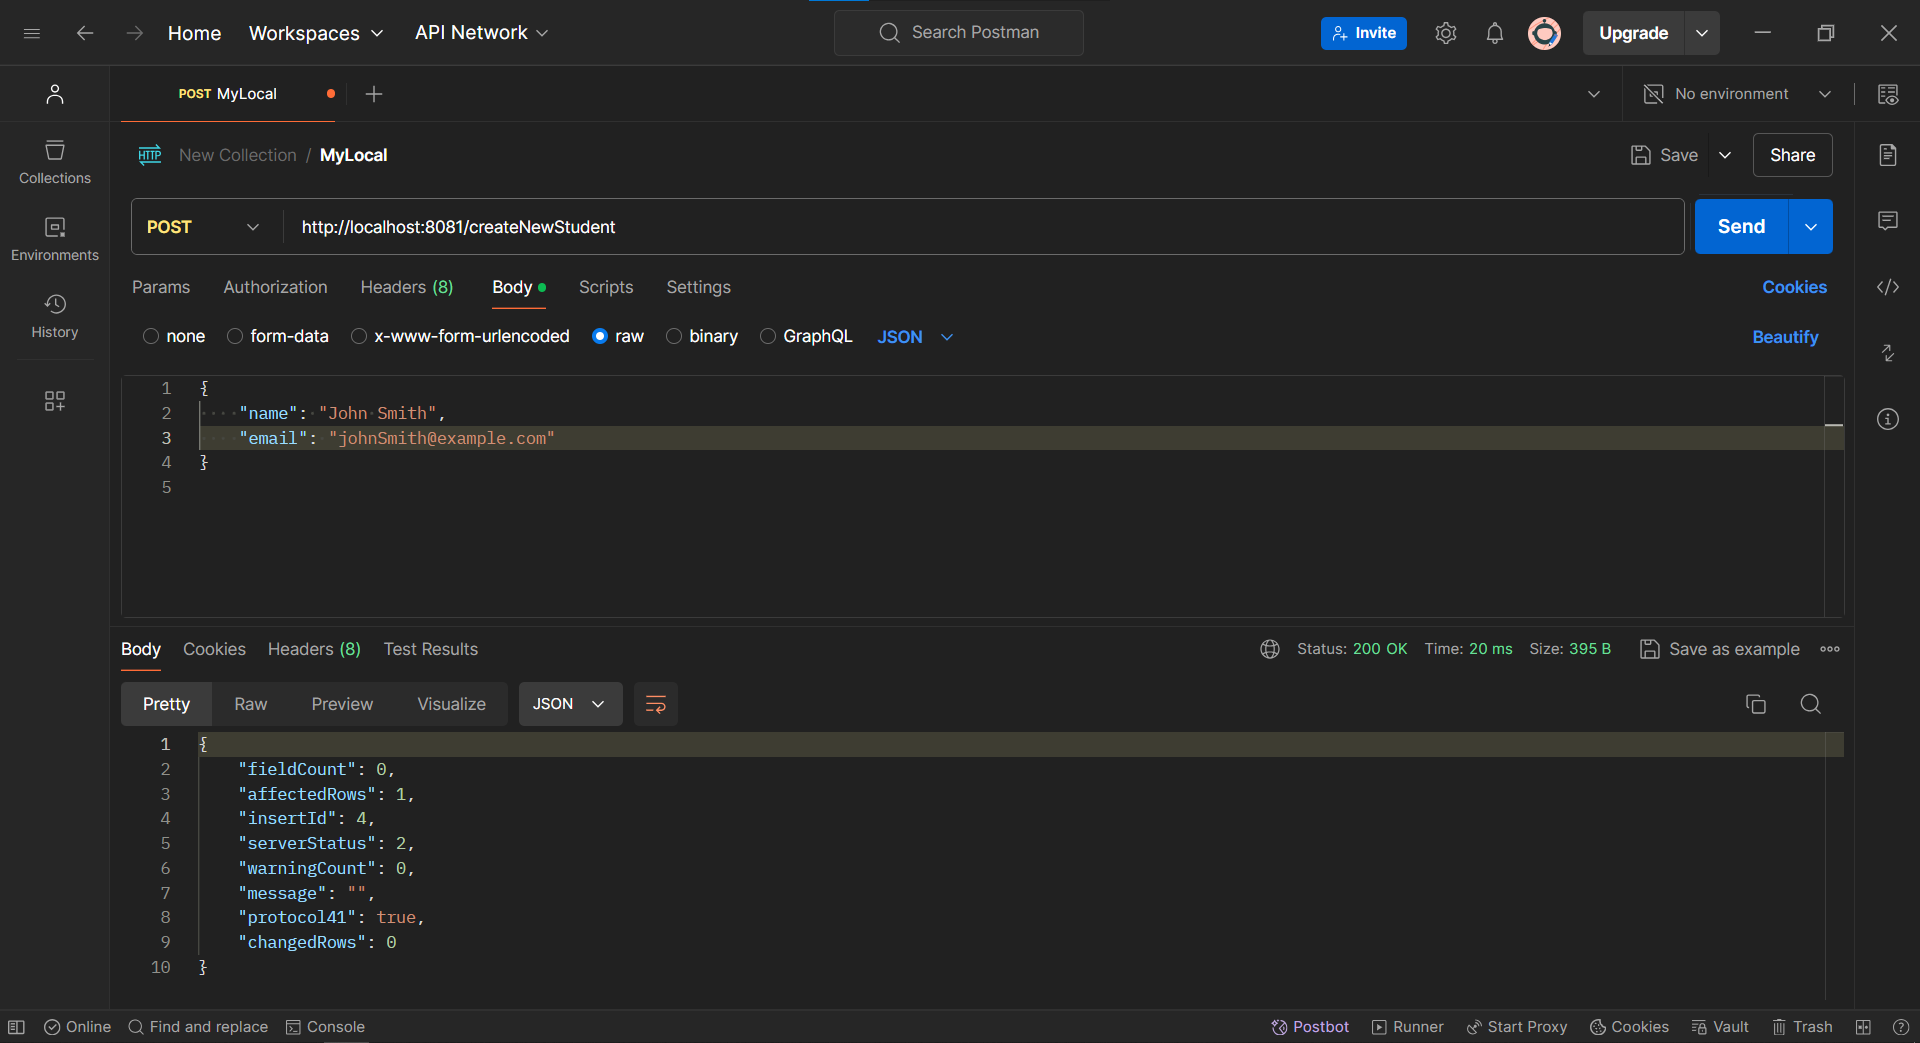 Home Workspaces API Network Search Postman Invite Upgrade
POST MyLocal No environment
HTTP New Collection / MyLocal Save Share
Collections
POST http://localhost:8081/createNewStudent Send
Environments
Params Authorization Headers (8) Body Scripts Settings Cookies
History
none form-data x-www-form-urlencoded raw binary GraphQL JSON Beautify
1 {
2 "name": "John Smith",
3 "email": "johnSmith@example.com"
4 }
5
Body Cookies Headers (8) Test Results Status: 200 OK Time: 20 ms Size: 395 B Save as example
Pretty Raw Preview Visualize JSON
1 {
2 "fieldCount": 0,
3 "affectedRows": 1,
4 "insertId": 4,
5 "serverStatus": 2,
6 "warningCount": 0,
7 "message": "",
8 "protocol41": true,
9 "changedRows": 0
10 }
Online Find and replace Console Postbot Runner Start Proxy Cookies Vault Trash